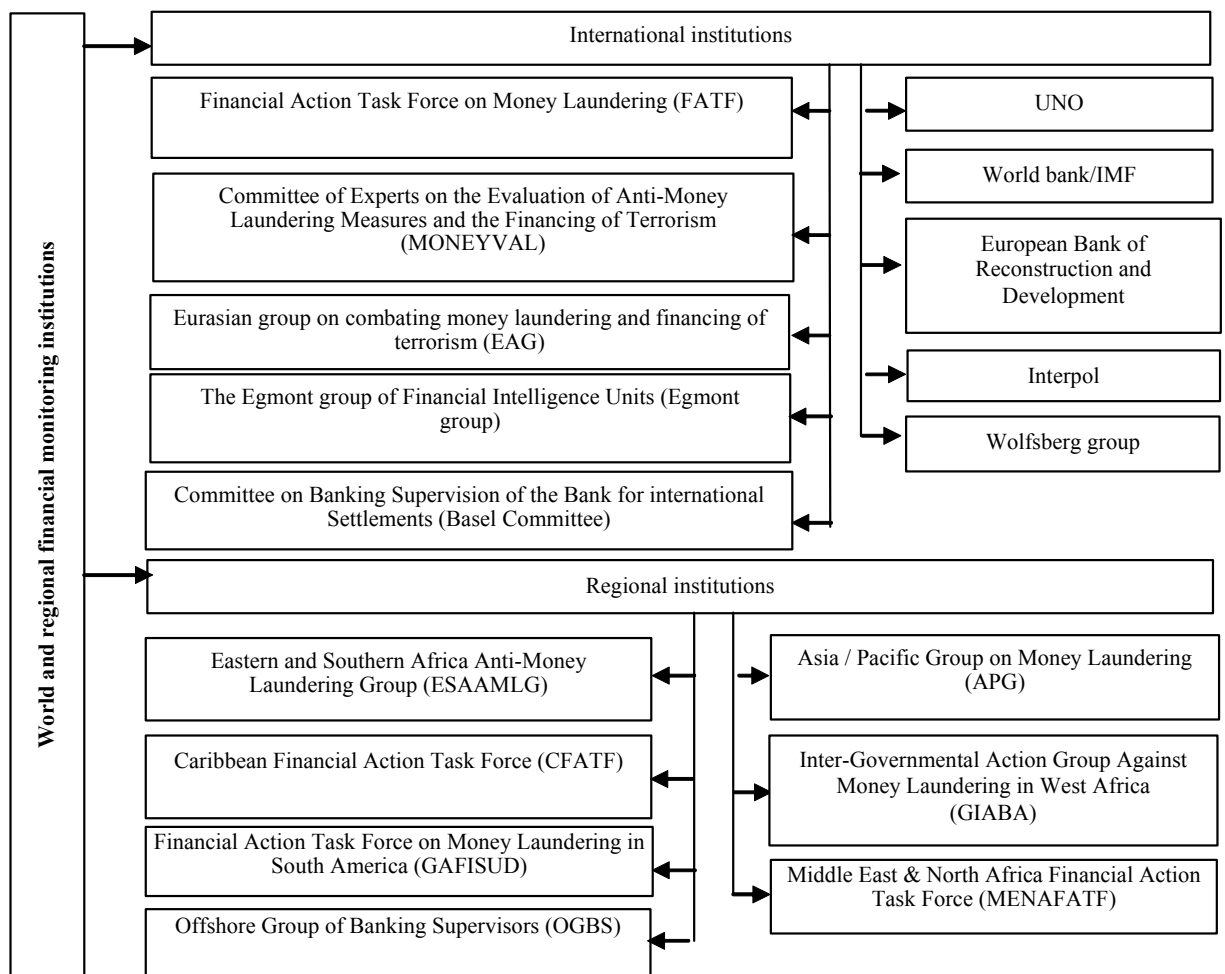 World and regional financial monitoring institutions
International institutions
Financial Action Task Force on Money Laundering (FATF)
Committee of Experts on the Evaluation of Anti-Money
Laundering Measures and the Financing of Terrorism
(MONEYVAL)
Eurasian group on combating money laundering and financing of
terrorism (EAG)
The Egmont group of Financial Intelligence Units (Egmont
group)
Committee on Banking Supervision of the Bank for international
Settlements (Basel Committee)
UNO
World bank/IMF
European Bank of
Reconstruction and
Development
Interpol
Wolfsberg group
Regional institutions
Eastern and Southern Africa Anti-Money
Laundering Group (ESAAMLG)
Caribbean Financial Action Task Force (CFATF)
Financial Action Task Force on Money Laundering in
South America (GAFISUD)
Offshore Group of Banking Supervisors (OGBS)
Asia / Pacific Group on Money Laundering
(APG)
Inter-Governmental Action Group Against
Money Laundering in West Africa
(GIABA)
Middle East & North Africa Financial Action
Task Force (MENAFATF)